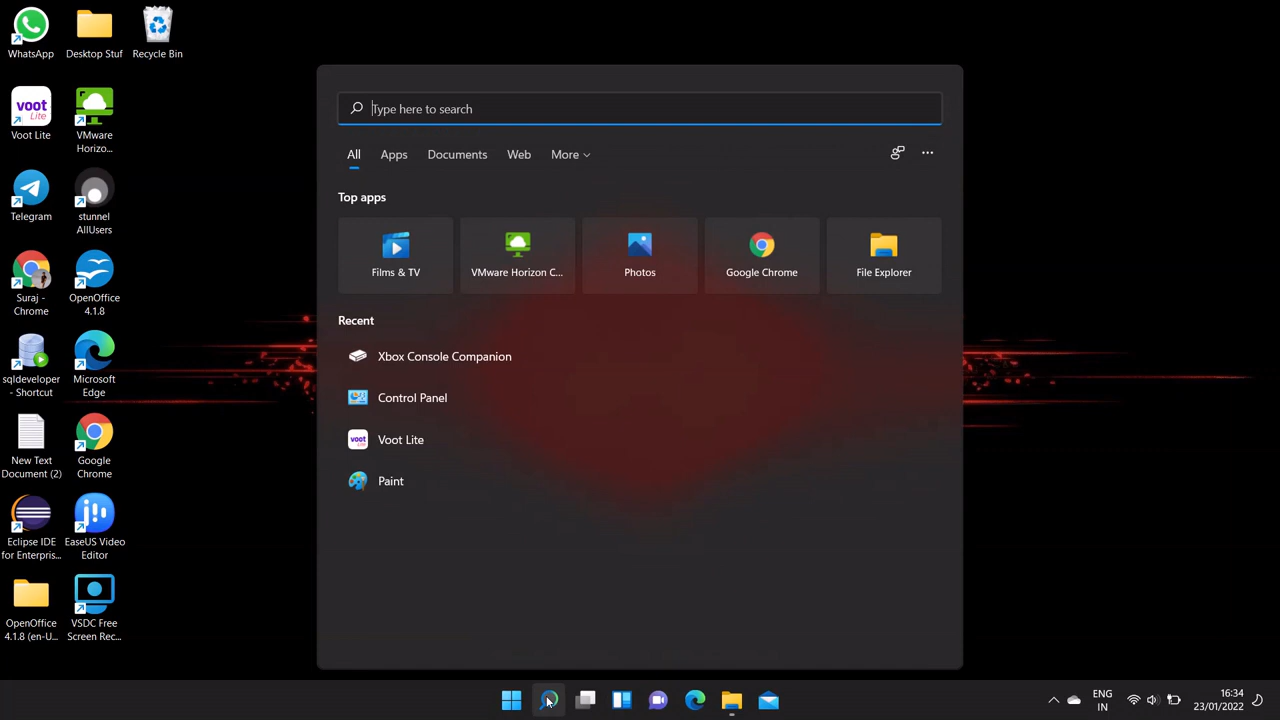 WhatsApp
Desktop Stuf
Recycle Bin
voot
Lite
Voot Lite
VMware
Horizo...
Telegram
stunnel
AllUsers
Suraj -
Chrome
OpenOffice
4.1.8
sqldeveloper
- Shortcut
Microsoft
Edge
New Text
Document (2)
Google
Chrome
Eclipse IDE
for Enterpris...
EaseUS Video
Editor
OpenOffice
4.1.8 (en-U...
VSDC Free
Screen Rec...
Type here to search
All Apps Documents Web More
Top apps
Films & TV
VMware Horizon C...
Photos
Google Chrome
File Explorer
Recent
Xbox Console Companion
Control Panel
voot
Voot Lite
Paint
ENG
IN
16:34
23/01/2022